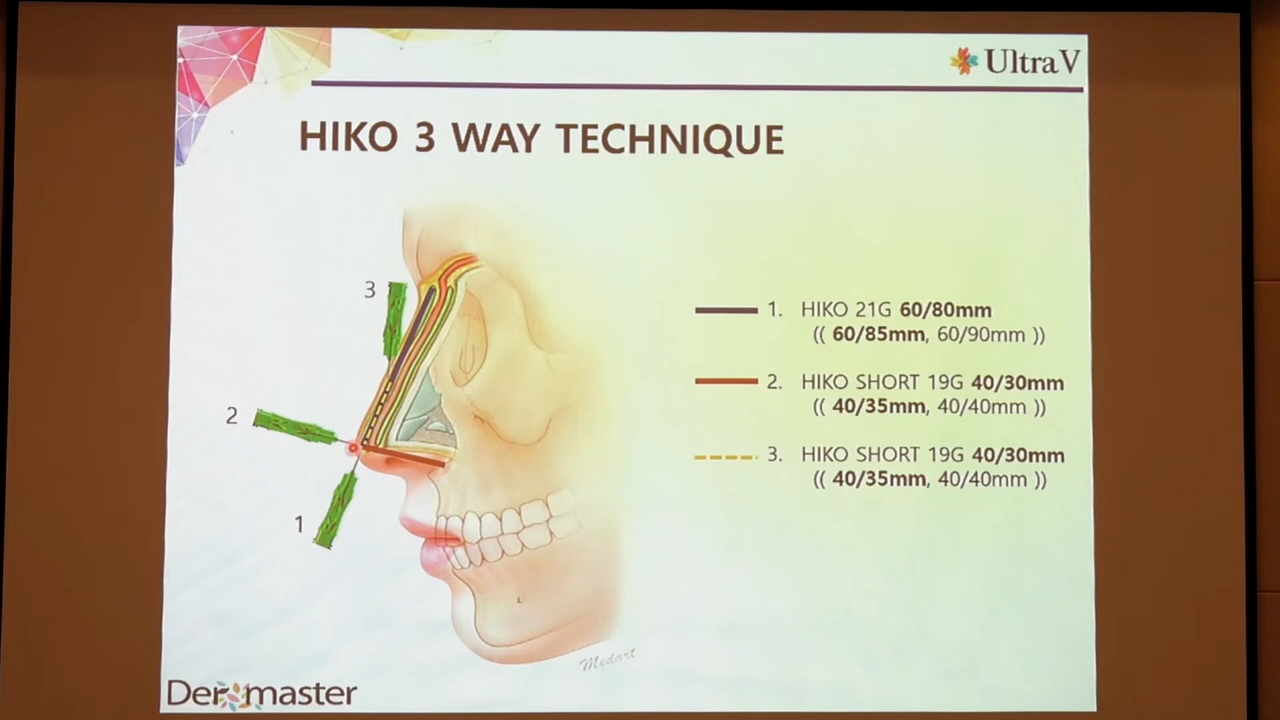 UltraV
HIKO 3 WAY TECHNIQUE
3
2
1
1. HIKO 21G 60/80mm
(( 60/85mm, 60/90mm ))
2. HIKO SHORT 19G 40/30mm
(( 40/35mm, 40/40mm ))
3. HIKO SHORT 19G 40/30mm
(( 40/35mm, 40/40mm ))
Medart
Dermaster